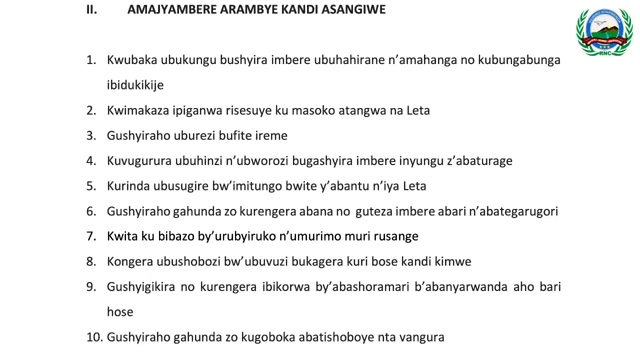 II. AMAJYAMBERE ARAMBYE KANDI ASANGIWE
1. Kwubaka ubukungu bushyira imbere ubuhahirane n’amahanga no kubungabunga
ibidukikije
2. Kwimakaza ipiganwa risesuye ku masoko atangwa na Leta
3. Gushyiraho uburezi bufite ireme
4. Kuvugurura ubuhinzi n’ubworozi bugashyira imbere inyungu z’abaturage
5. Kurinda ubusugire bw’imitungo bwite y’abantu n’iya Leta
6. Gushyiraho gahunda zo kurengera abana no guteza imbere abari n’abategarugori
7. Kwita ku bibazo by’urubyiruko n’umurimo muri rusange
8. Kongera ubushobozi bw’ubuvuzi bukagera kuri bose kandi kimwe
9. Gushyigikira no kurengera ibikorwa by’abashoramari b’abanyarwanda aho bari
hose
10. Gushyiraho gahunda zo kugoboka abatishoboye nta vangura
RNC